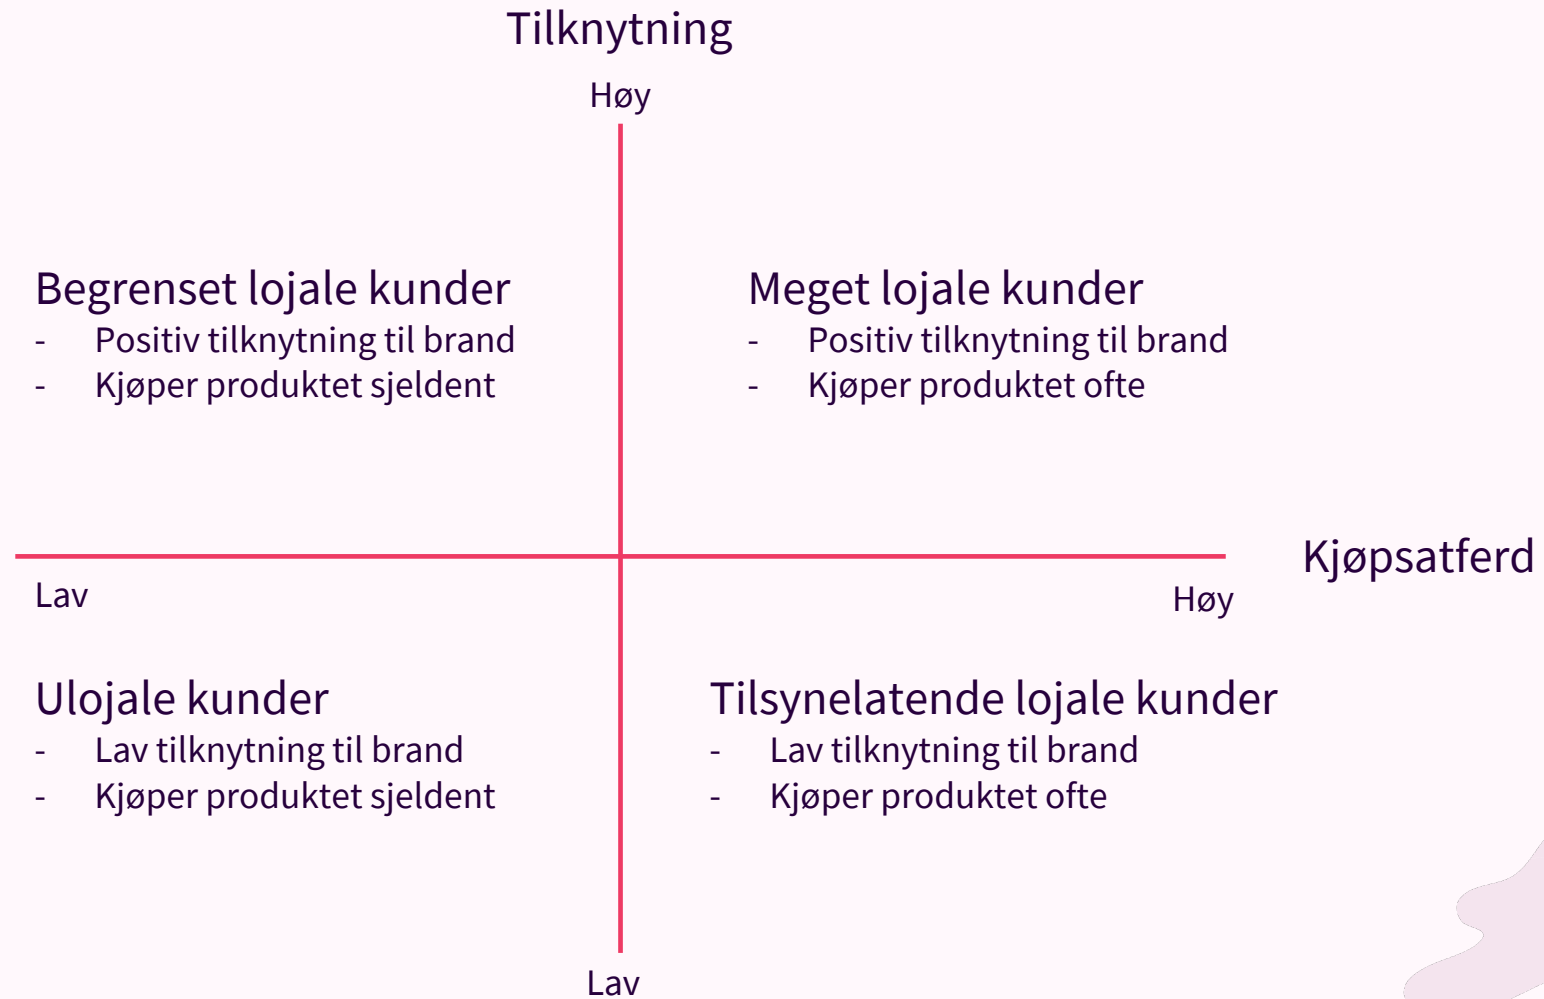 Tilknytning
Høy
Begrenset lojale kunder
- Positiv tilknytning til brand
- Kjøper produktet sjeldent
Meget lojale kunder
- Positiv tilknytning til brand
- Kjøper produktet ofte
Kjøpsatferd
Lav
Høy
Ulojale kunder
- Lav tilknytning til brand
- Kjøper produktet sjeldent
Tilsynelatende lojale kunder
- Lav tilknytning til brand
- Kjøper produktet ofte
Lav